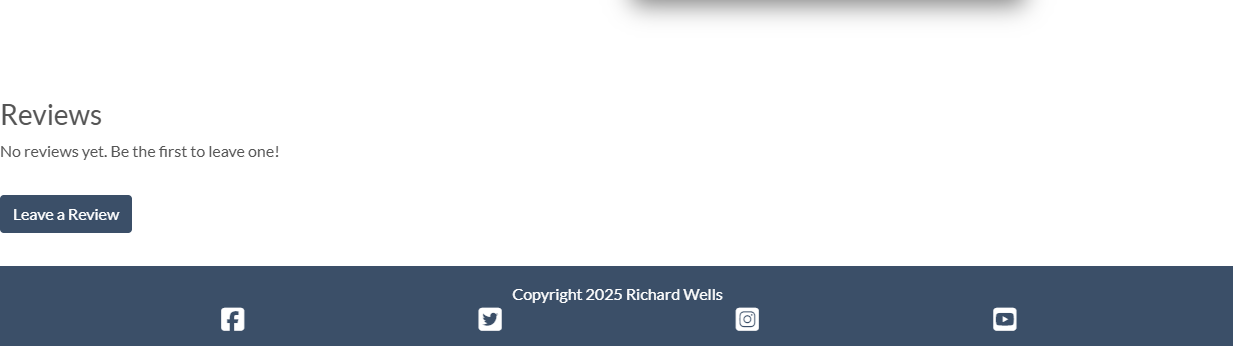 Reviews
No reviews yet. Be the first to leave one!
Leave a Review
Copyright 2025 Richard Wells